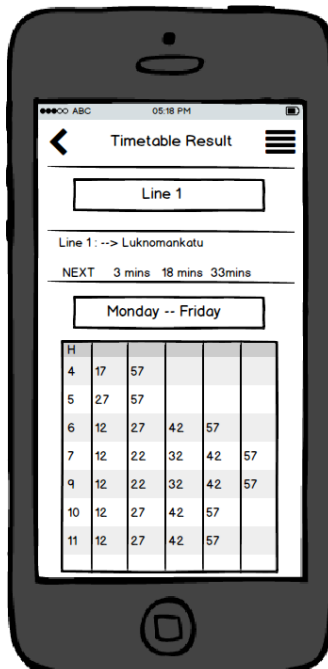 ABC 05:18 PM
Timetable Result
Line 1
Line 1 : --> Luknomankatu
NEXT 3 mins 18 mins 33mins
Monday -- Friday
H
4 17 57
5 27 57
6 12 27 42 57
7 12 22 32 42 57
9 12 22 32 42 57
10 12 27 42 57
11 12 27 42 57